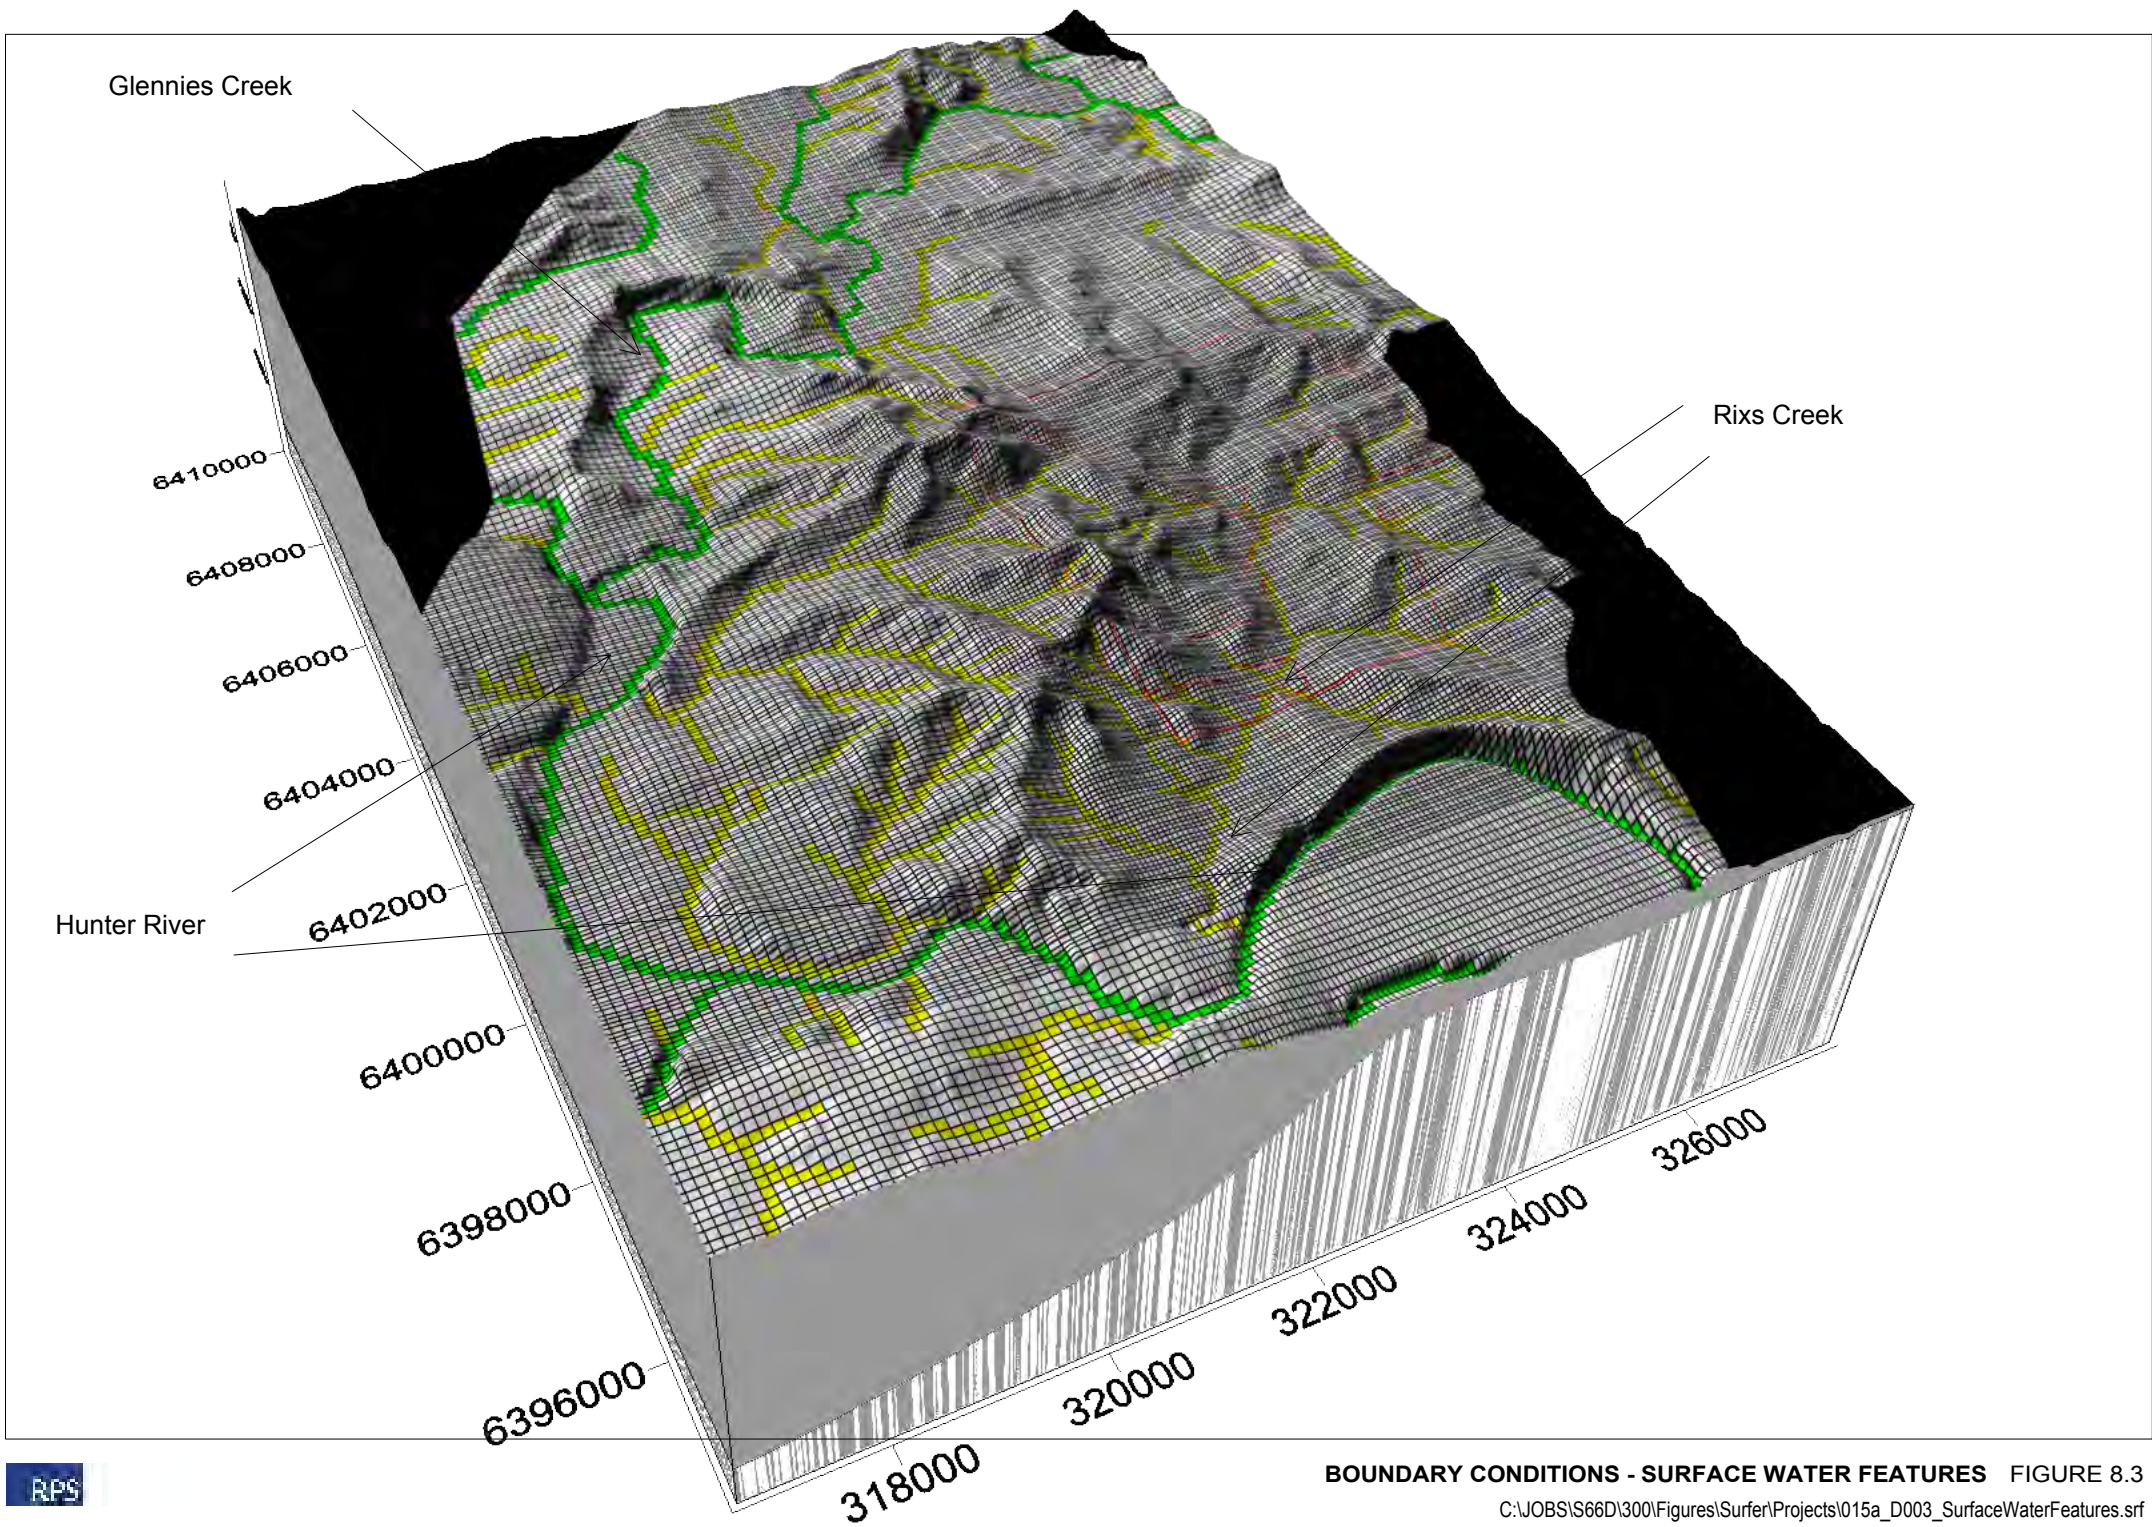 Glennies Creek
Rixs Creek
Hunter River
6410000
6408000
6406000
6404000
6402000
6400000
6398000
6396000
318000
320000
322000
324000
326000
RPS
BOUNDARY CONDITIONS - SURFACE WATER FEATURES FIGURE 8.3
C:\JOBS\S66D\300\Figures\Surfer\Projects\015a_D003_SurfaceWaterFeatures.srf